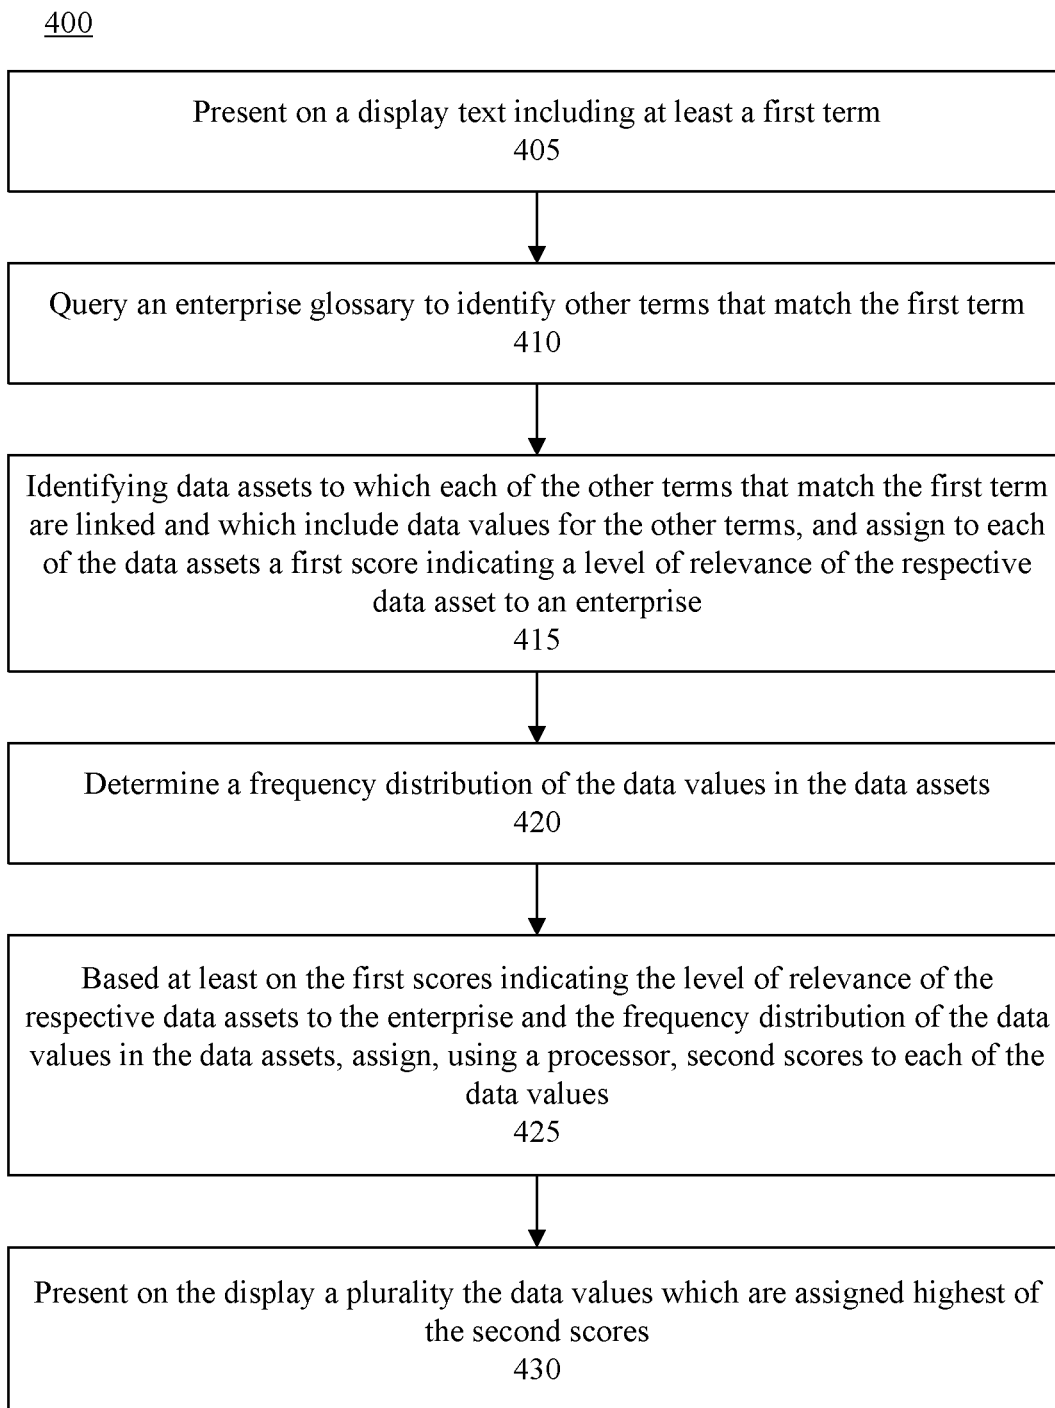 400
Present on a display text including at least a first term
405
Query an enterprise glossary to identify other terms that match the first term
410
Identifying data assets to which each of the other terms that match the first term
are linked and which include data values for the other terms, and assign to each
of the data assets a first score indicating a level of relevance of the respective
data asset to an enterprise
415
Determine a frequency distribution of the data values in the data assets
420
Based at least on the first scores indicating the level of relevance of the
respective data assets to the enterprise and the frequency distribution of the data
values in the data assets, assign, using a processor, second scores to each of the
data values
425
Present on the display a plurality the data values which are assigned highest of
the second scores
430